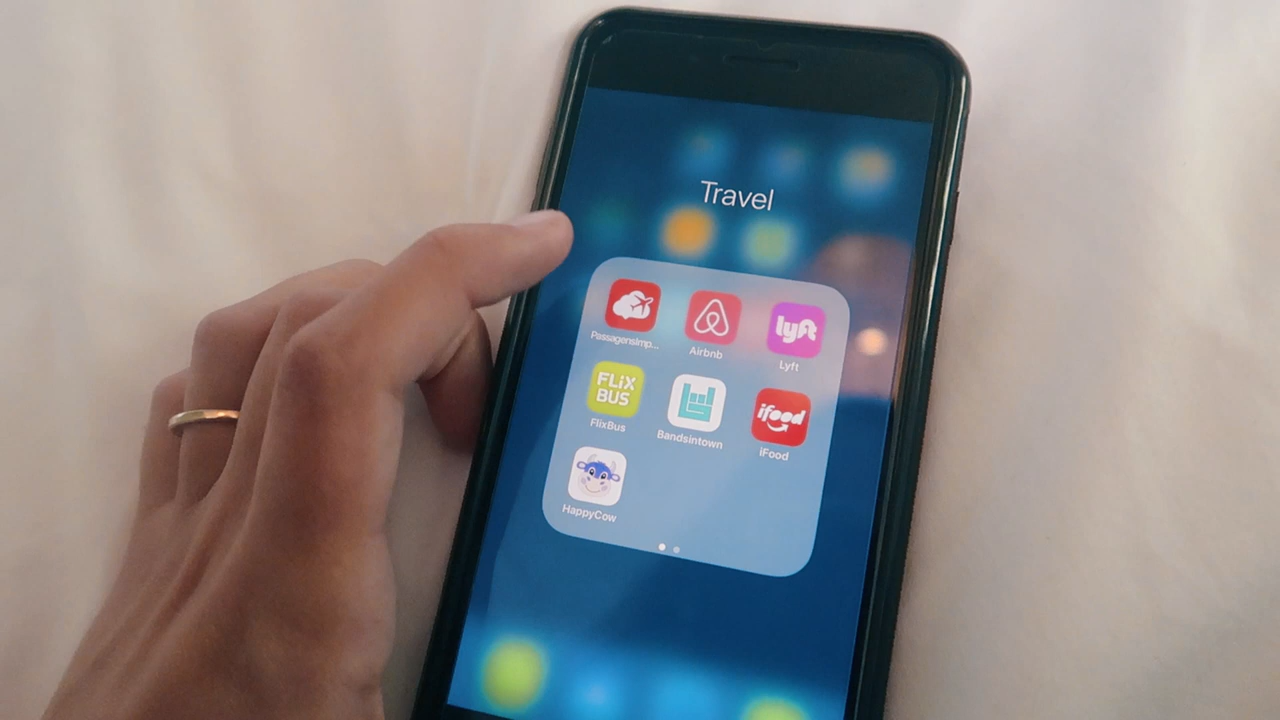 Travel
Passagensimp...
Airbnb
lyft
Lyft
FLiX
BUS
FlixBus
Bandsintown
ifood
iFood
HappyCow